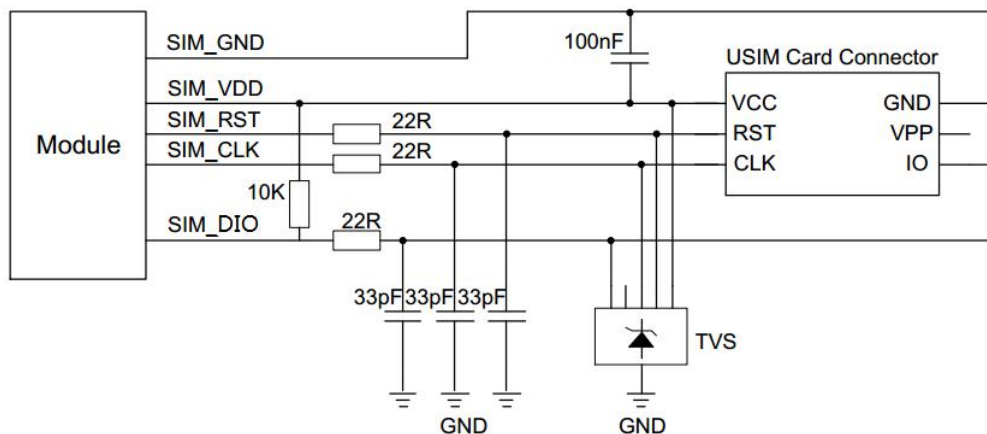 SIM_GND
100nF
USIM Card Connector
SIM_VDD
VCC
GND
SIM_RST
22R
RST
VPP
Module
SIM_CLK
22R
CLK
IO
10K
SIM_DIO
22R
33pF 33pF 33pF
TVS
GND
GND